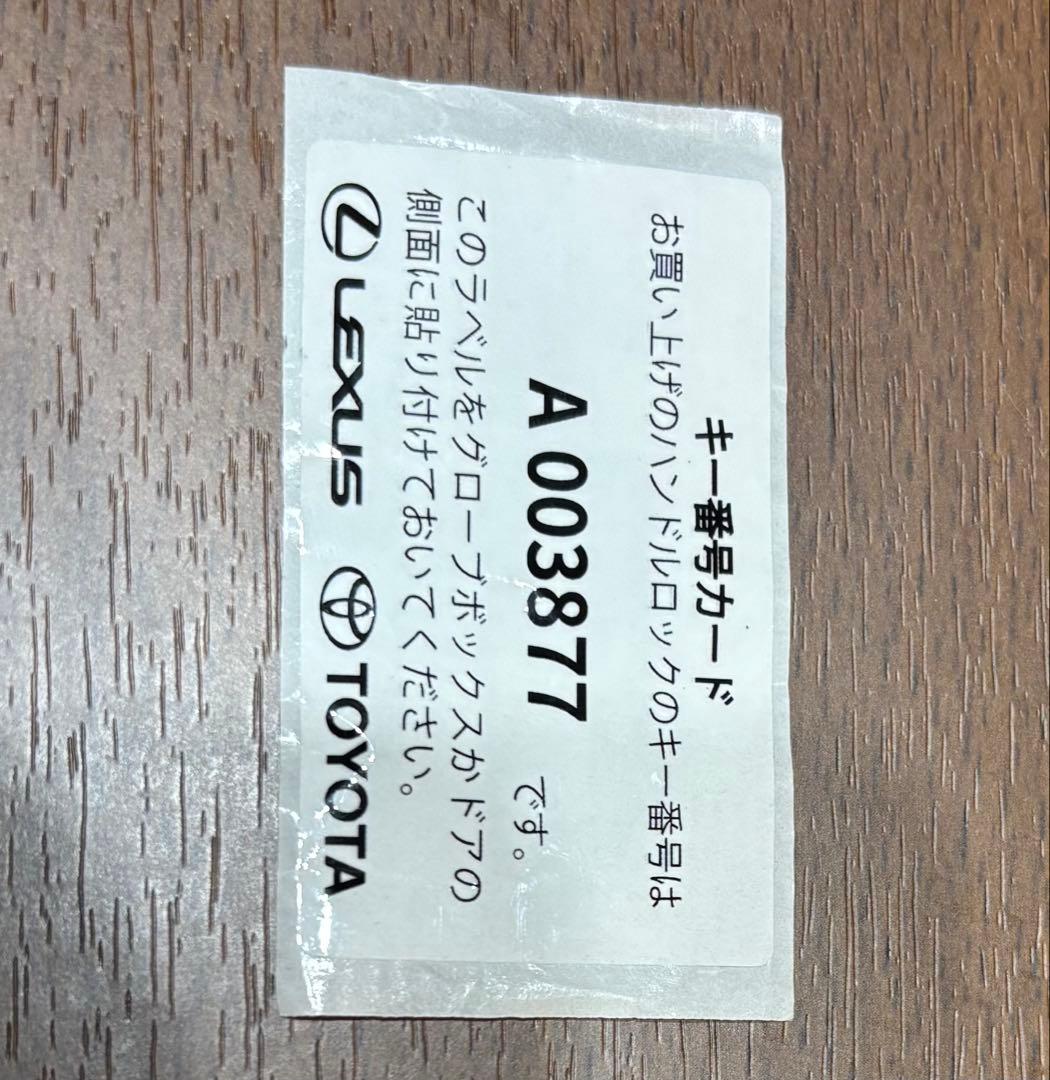 キー番号カード
お買い上げのハンドルロックのキー番号は
A 003877 です。
このラベルをグローブボックスかドアの
側面に貼り付けておいてください。
LEXUS TOYOTA